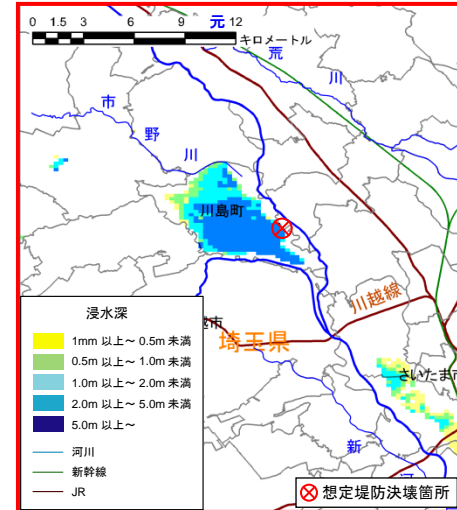 0 1.5 3 6 9 12
元
キロメートル
荒
川
市
野
川
川島町
川越線
越市
埼玉県
さいたま市
新
河
浸水深
1mm 以上～ 0.5m 未満
0.5m 以上～ 1.0m 未満
1.0m 以上～ 2.0m 未満
2.0m 以上～ 5.0m 未満
5.0m 以上～
河川
新幹線
JR
想定堤防決壊箇所